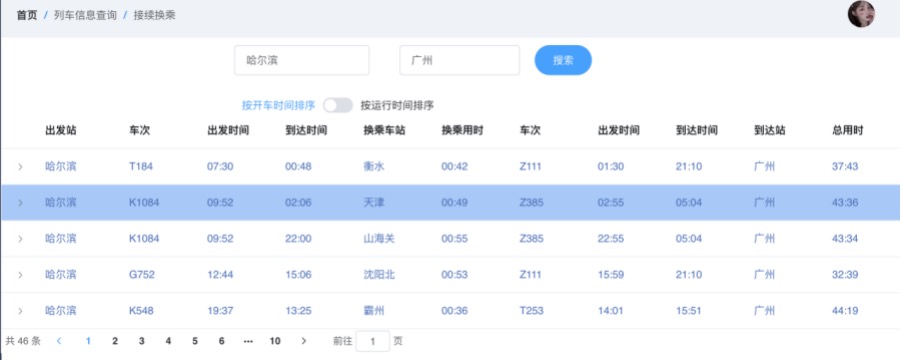 首页 / 列车信息查询 / 接续换乘
哈尔滨 广州 搜索
按开车时间排序 按运行时间排序
出发站 车次 出发时间 到达时间 换乘车站 换乘用时 车次 出发时间 到达时间 到达站 总用时
哈尔滨 T184 07:30 00:48 衡水 00:42 Z111 01:30 21:10 广州 37:43
哈尔滨 K1084 09:52 02:06 天津 00:49 Z385 02:55 05:04 广州 43:36
哈尔滨 K1084 09:52 22:00 山海关 00:55 Z385 22:55 05:04 广州 43:34
哈尔滨 G752 12:44 15:06 沈阳北 00:53 Z111 15:59 21:10 广州 32:39
哈尔滨 K548 19:37 13:25 霸州 00:36 T253 14:01 15:51 广州 44:19
共 46 条 1 2 3 4 5 6 ··· 10 前往 1 页